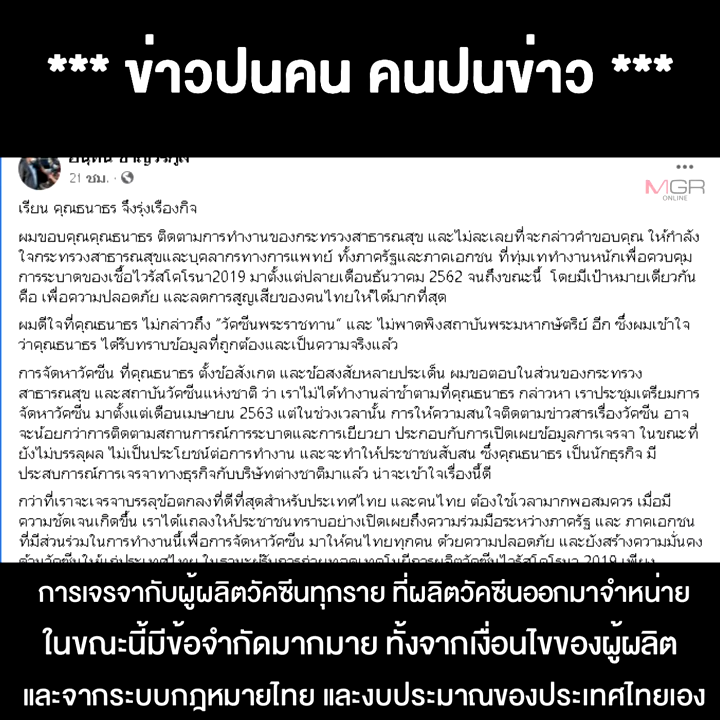 *** ข่าวปนคน คนปนข่าว ***
21 ชม. ·
MGR
ONLINE
เรียน คุณธนาธร จึงรุ่งเรืองกิจ
ผมขอบคุณคุณธนาธร ติดตามการทำงานของกระทรวงสาธารณสุข และไม่ละเลยที่จะกล่าวคำขอบคุณ ให้กำลัง
ใจกระทรวงสาธารณสุขและบุคลากรทางการแพทย์ ทั้งภาครัฐและภาคเอกชน ที่ทุ่มเททำงานหนักเพื่อควบคุม
การระบาดของเชื้อไวรัสโคโรนา2019 มาตั้งแต่ปลายเดือนธันวาคม 2562 จนถึงขณะนี้ โดยมีเป้าหมายเดียวกัน
คือ เพื่อความปลอดภัย และลดการสูญเสียของคนไทยให้ได้มากที่สุด
ผมดีใจที่คุณธนาธร ไม่กล่าวถึง “วัคซีนพระราชทาน” และ ไม่พาดพิงสถาบันพระมหากษัตริย์ อีก ซึ่งผมเข้าใจ
ว่าคุณธนาธร ได้รับทราบข้อมูลที่ถูกต้องและเป็นความจริงแล้ว
การจัดหาวัคซีน ที่คุณธนาธร ตั้งข้อสังเกต และข้อสงสัยหลายประเด็น ผมขอตอบในส่วนของกระทรวง
สาธารณสุข และสถาบันวัคซีนแห่งชาติ ว่า เราไม่ได้ทำงานล่าช้าตามที่คุณธนาธร กล่าวหา เราประชุมเตรียมการ
จัดหาวัคซีน มาตั้งแต่เดือนเมษายน 2563 แต่ในช่วงเวลานั้น การให้ความสนใจติดตามข่าวสารเรื่องวัคซีน อาจ
จะน้อยกว่าการติดตามสถานการณ์การระบาดและการเยียวยา ประกอบกับการเปิดเผยข้อมูลการเจรจา ในขณะที่
ยังไม่บรรลุผล ไม่เป็นประโยชน์ต่อการทำงาน และจะทำให้ประชาชนสับสน ซึ่งคุณธนาธร เป็นนักธุรกิจ มี
ประสบการณ์การเจรจาทางธุรกิจกับบริษัทต่างชาติมาแล้ว น่าจะเข้าใจเรื่องนี้ดี
กว่าที่เราจะเจรจาบรรลุข้อตกลงที่ดีที่สุดสำหรับประเทศไทย และคนไทย ต้องใช้เวลามากพอสมควร เมื่อมี
ความชัดเจนเกิดขึ้น เราได้แถลงให้ประชาชนทราบอย่างเปิดเผยถึงความร่วมมือระหว่างภาครัฐ และ ภาคเอกชน
ที่มีส่วนร่วมในการทำงานนี้เพื่อการจัดหาวัคซีน มาให้คนไทยทุกคน ด้วยความปลอดภัย และยังสร้างความมั่นคง
การเจรจากับผู้ผลิตวัคซีนทุกราย ที่ผลิตวัคซีนออกมาจำหน่าย
ในขณะนี้มีข้อจำกัดมากมาย ทั้งจากเงื่อนไขของผู้ผลิต
และจากระบบกฎหมายไทย และงบประมาณของประเทศไทยเอง